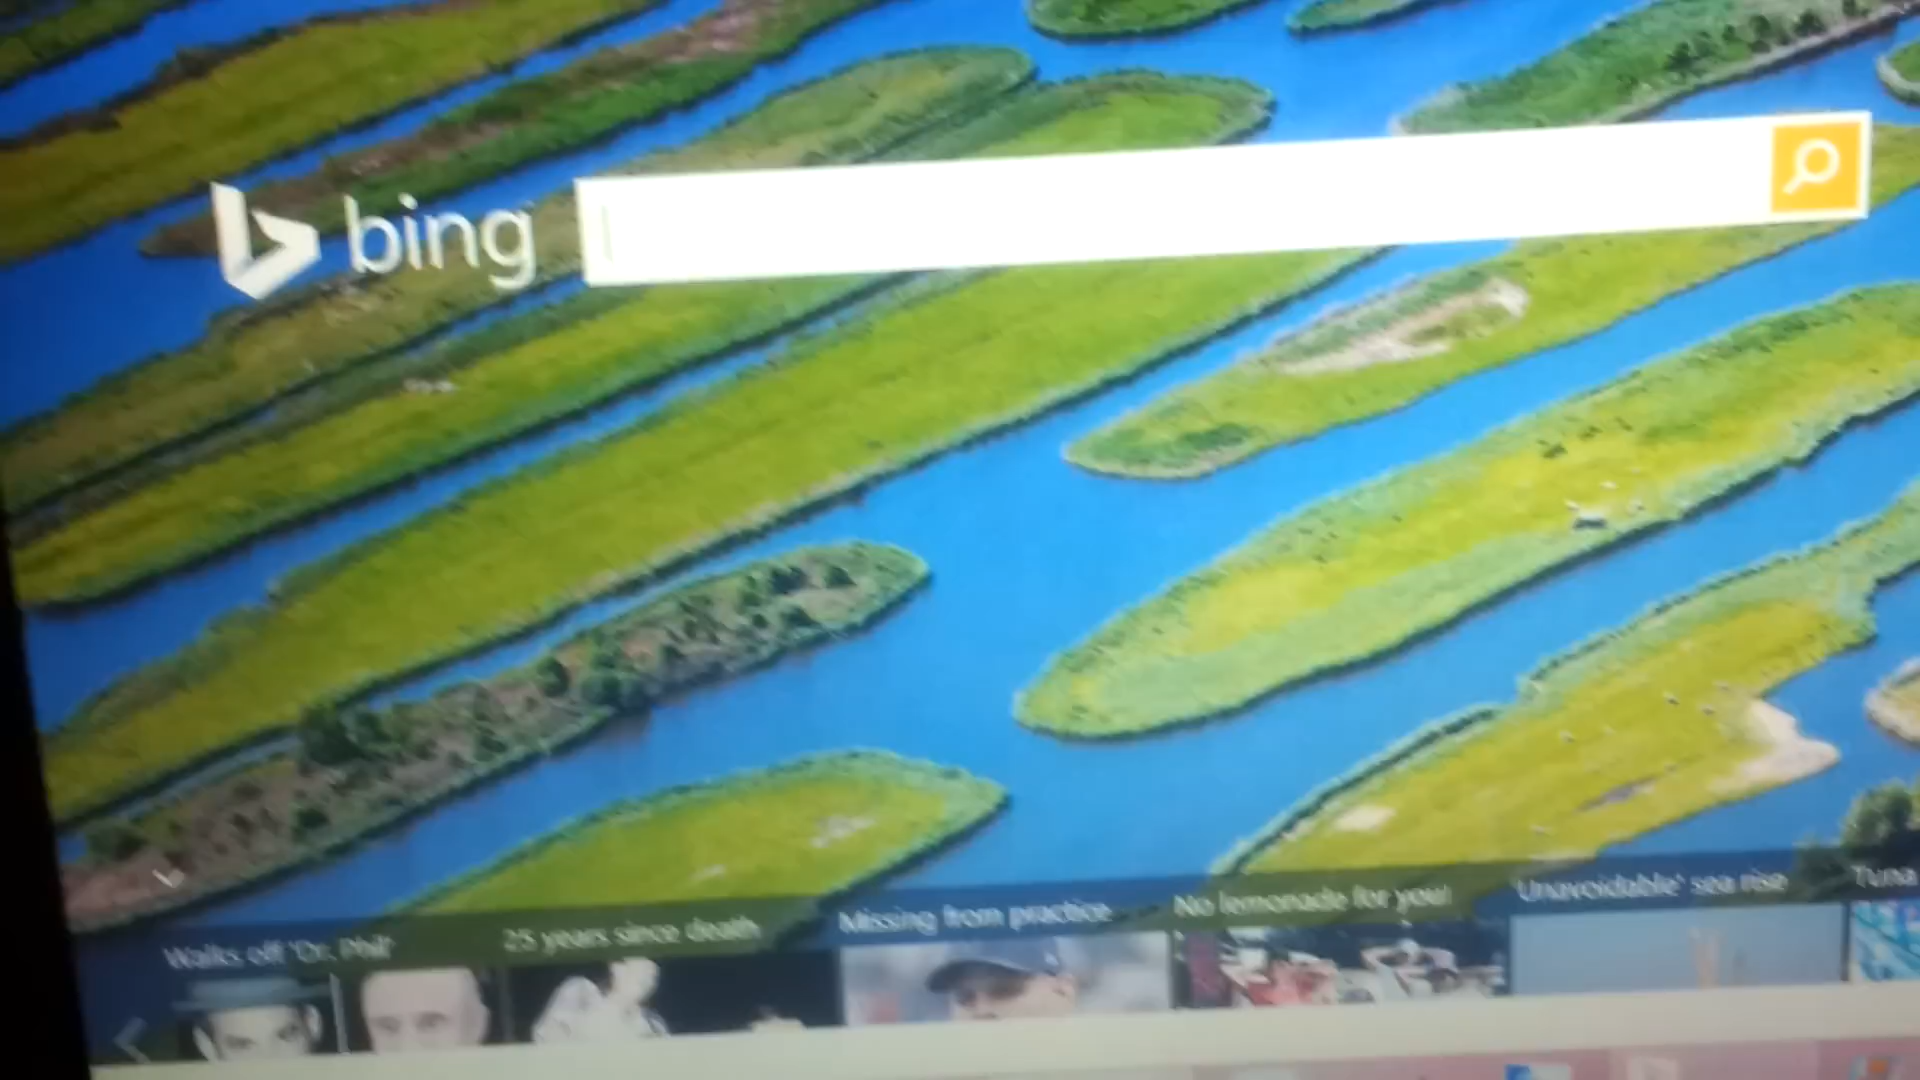 bing
Walks off 'Dr. Phil'
25 years since death
Missing from practice
No lemonade for you!
'Unavoidable' sea rise
Tuna